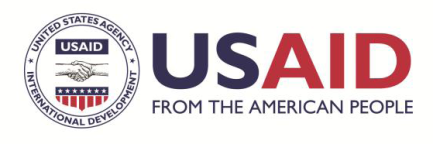 UNITED STATES AGENCY
USAID
INTERNATIONAL DEVELOPMENT
USAID
FROM THE AMERICAN PEOPLE